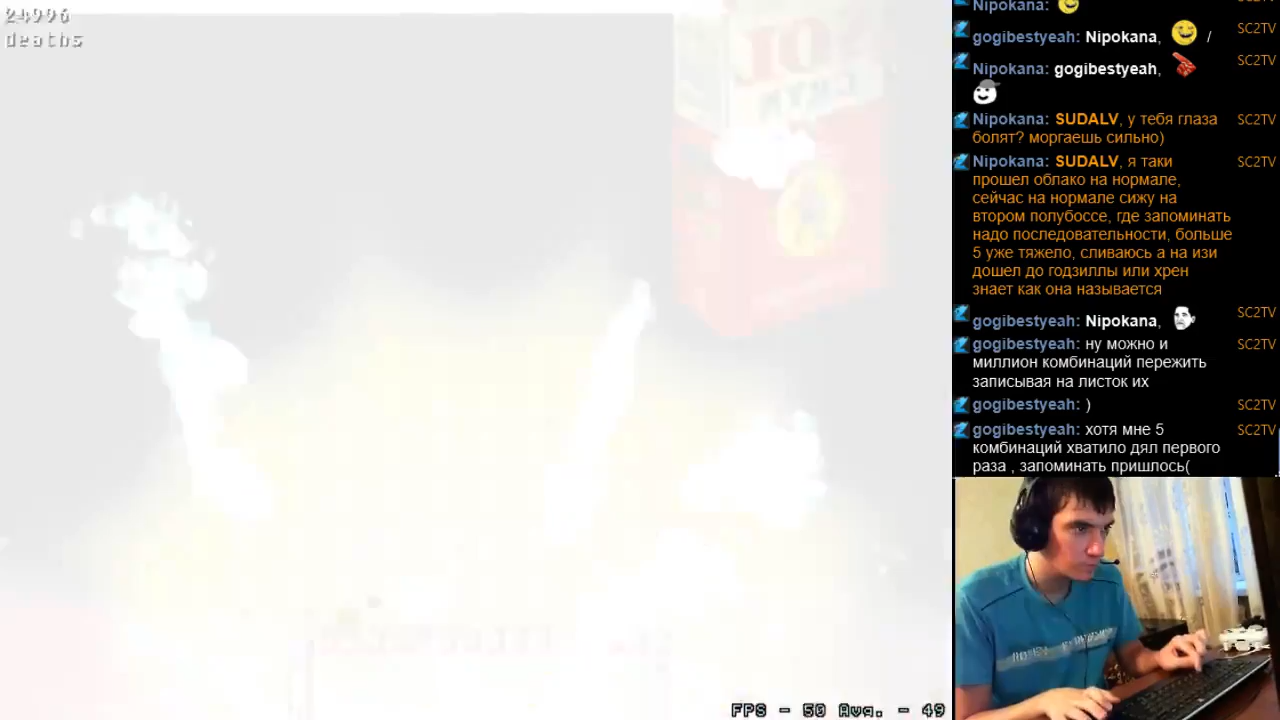 24996
deaths
10
Nipokana:
gogibestyeah: Nipokana, /
SC2TV
Nipokana: gogibestyeah,
SC2TV
Nipokana: SUDALV, у тебя глаза
SC2TV
болят? моргаешь сильно)
Nipokana: SUDALV, я таки
SC2TV
прошел облако на нормале,
сейчас на нормале сижу на
втором полубоссе, где запоминать
надо последовательности, больше
5 уже тяжело, сливаюсь а на изи
дошел до годзиллы или хрен
знает как она называется
gogibestyeah: Nipokana,
SC2TV
gogibestyeah: ну можно и
SC2TV
миллион комбинаций пережить
записывая на листок их
gogibestyeah: )
SC2TV
gogibestyeah: хотя мне 5
SC2TV
комбинаций хватило дял первого
раза , запоминать пришлось(
FPS - 50 Avg. - 49